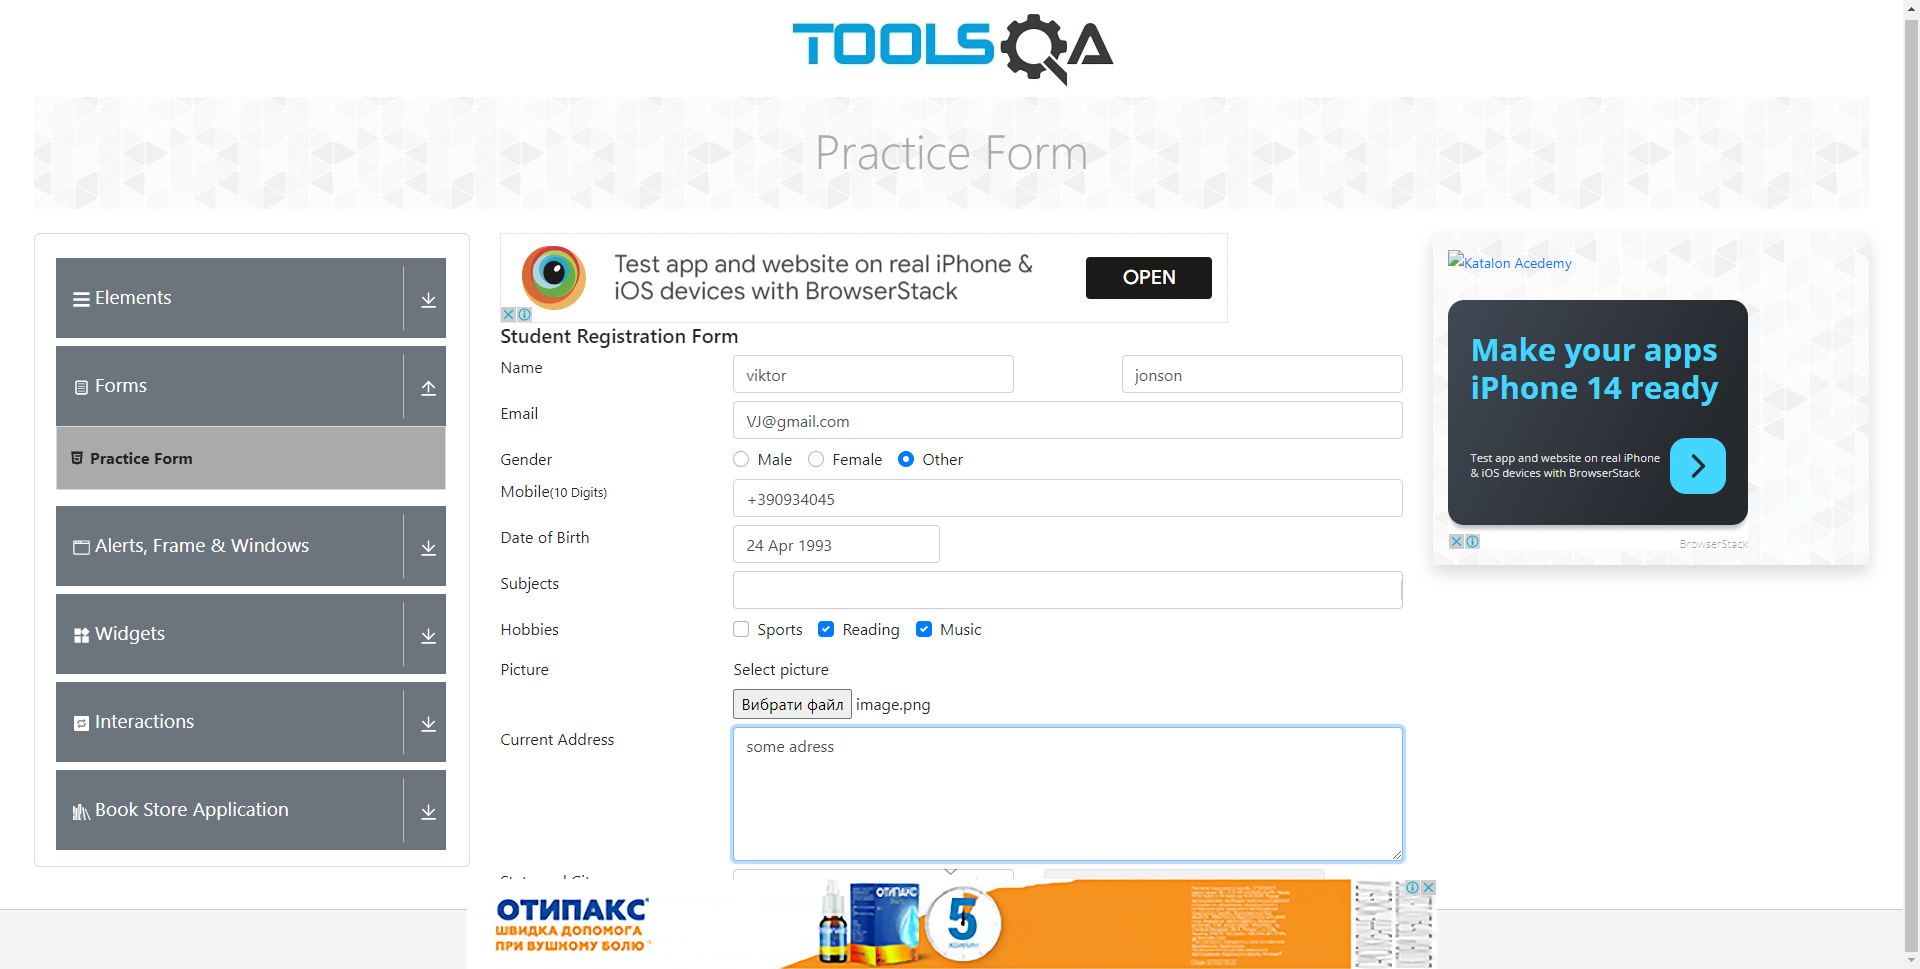 TOOLSQA
Practice Form
Elements
Forms
Practice Form
Alerts, Frame & Windows
Widgets
Interactions
Book Store Application
Test app and website on real iPhone &
iOS devices with BrowserStack
OPEN
Student Registration Form
Name
viktor
jonson
Email
VJ@gmail.com
Gender
Male
Female
Other
Mobile(10 Digits)
+390934045
Date of Birth
24 Apr 1993
Subjects
Hobbies
Sports
Reading
Music
Picture
Select picture
Вибрати файл image.png
Current Address
some adress
Katalon Acedemy
Make your apps
iPhone 14 ready
Test app and website on real iPhone
& iOS devices with BrowserStack
BrowserStack
ОТИПАКС
ШВИДКА ДОПОМОГА
ПРИ ВУШНОМУ БОЛЮ
ОТИПАКС
5